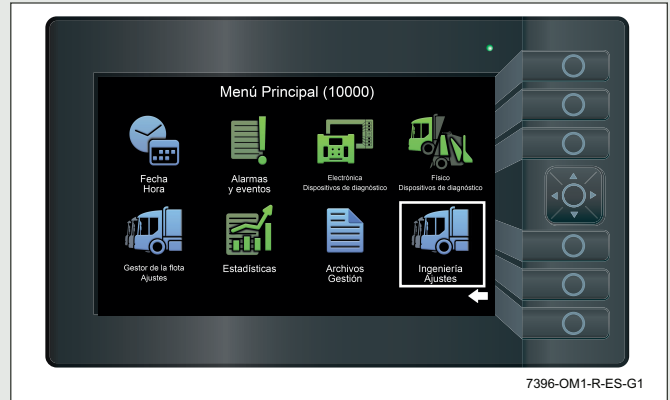 Menú Principal (10000)
Fecha
Hora
Alarmas
y eventos
Electrónica
Dispositivos de diagnóstico
Físico
Dispositivos de diagnóstico
Gestor de la flota
Ajustes
Estadísticas
Archivos
Gestión
Ingeniería
Ajustes
7396-OM1-R-ES-G1